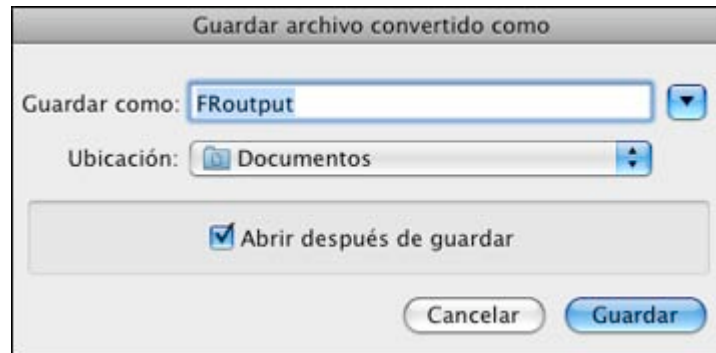 Guardar archivo convertido como
Guardar como: FRoutput
Ubicación: Documentos
Abrir después de guardar
Cancelar Guardar